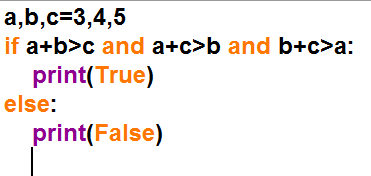 a,b,c=3,4,5
if a+b>c and a+c>b and b+c>a:
    print(True)
else:
    print(False)